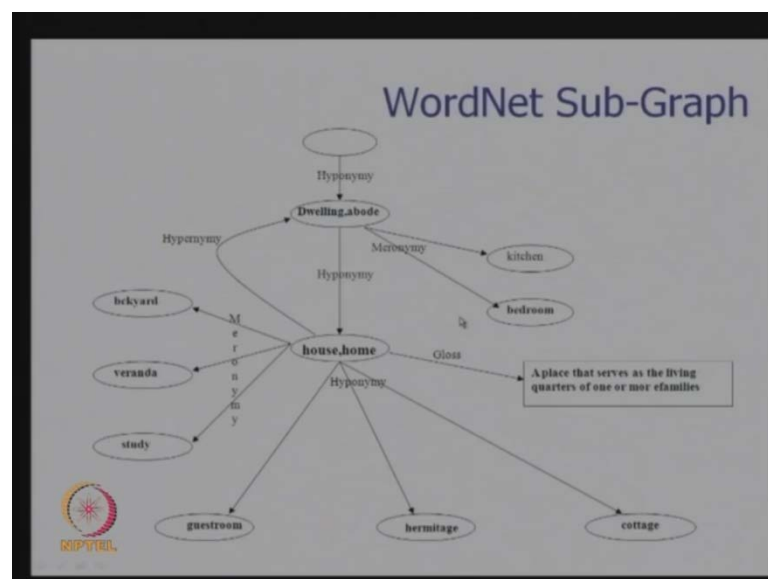 WordNet Sub-Graph
Hyponymy
Dwelling,abode
Hypernymy
Meronymy
kitchen
Hyponymy
bckyard
bedroom
Meronymy
house,home
Gloss
veranda
Hyponymy
A place that serves as the living
quarters of one or mor efamilies
study
guestroom
hermitage
cottage
NPTEL